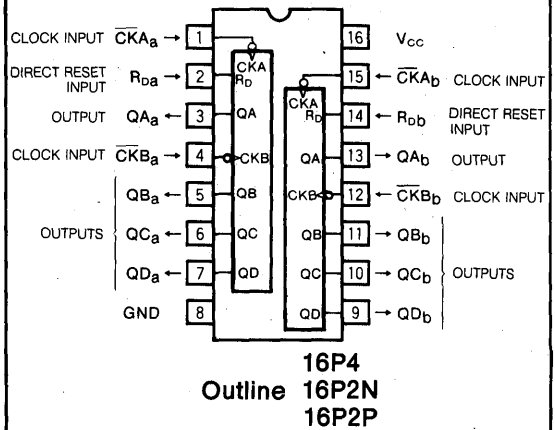 CLOCK INPUT C̅K̅Aa → 1
16 VCC
DIRECT RESET INPUT RDa → 2
15 ← C̅K̅Ab CLOCK INPUT
OUTPUT QAa ← 3
14 ← RDb DIRECT RESET INPUT
CLOCK INPUT C̅K̅Ba → 4
13 → QAb OUTPUT
QBa ← 5
12 ← C̅K̅Bb CLOCK INPUT
OUTPUTS QCa ← 6
11 → QBb
QDa ← 7
10 → QCb OUTPUTS
GND 8
9 → QDb
CKA
RD
QA
CKB
QB
QC
QD
CKA
RD
QA
CKB
QB
QC
QD
16P4
Outline 16P2N
16P2P